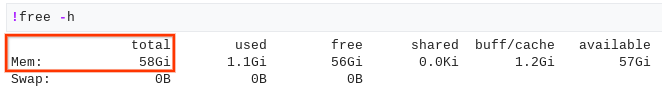 !free -h
total used free shared buff/cache available
Mem: 58Gi 1.1Gi 56Gi 0.0Ki 1.2Gi 57Gi
Swap: 0B 0B 0B